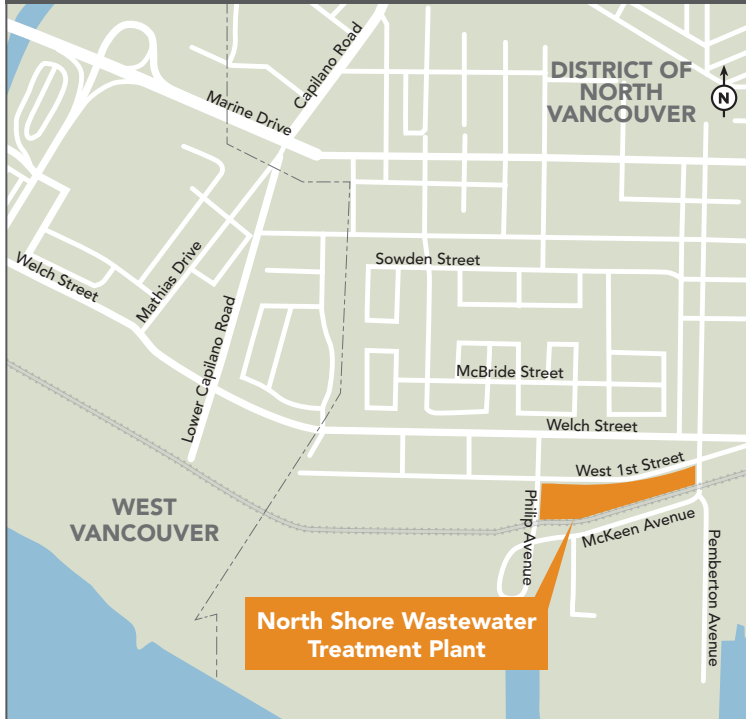 Capilano Road
DISTRICT OF
NORTH
VANCOUVER
N
Marine Drive
Sowden Street
Welch Street
Mathias Drive
Lower Capilano Road
McBride Street
Welch Street
West 1st Street
WEST
VANCOUVER
Philip Avenue
McKeen Avenue
Pemberton Avenue
North Shore Wastewater
Treatment Plant